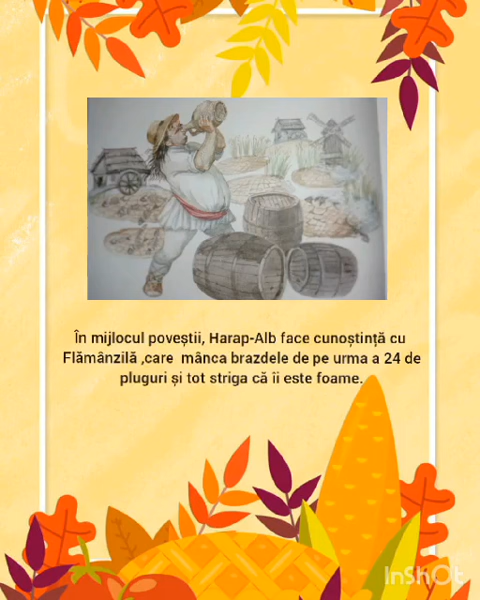 În mijlocul poveștii, Harap-Alb face cunoștință cu
Flămânzilă ,care  mânca brazdele de pe urma a 24 de
pluguri și tot striga că îi este foame.
InShOt